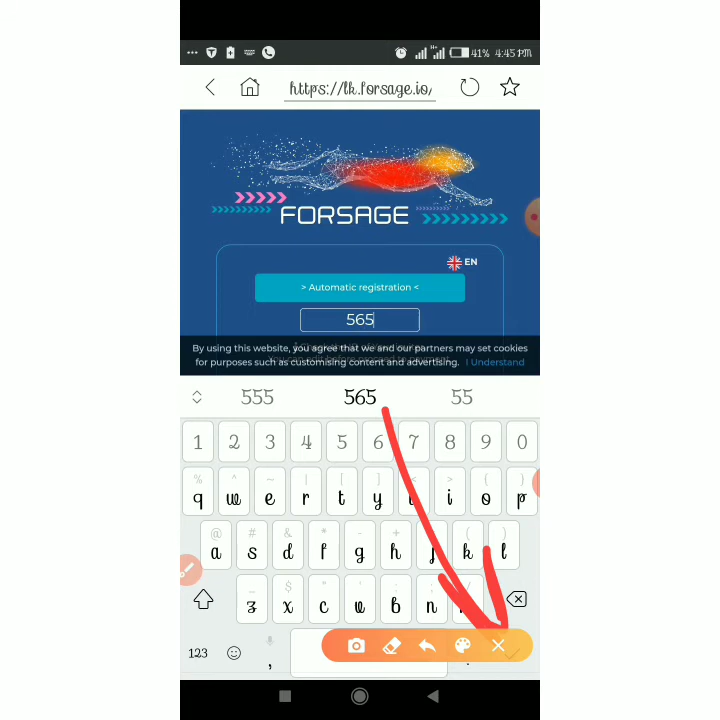 41% 4:45 PM
https://lk.forsage.io/
FORSAGE
EN
> Automatic registration <
565
By using this website, you agree that we and our partners may set cookies
for purposes such as customising content and advertising. I Understand
555 565 55
1 2 3 4 5 6 7 8 9 0
q w e r t y i o p
a s d f g h j k l
z x c v b n
123